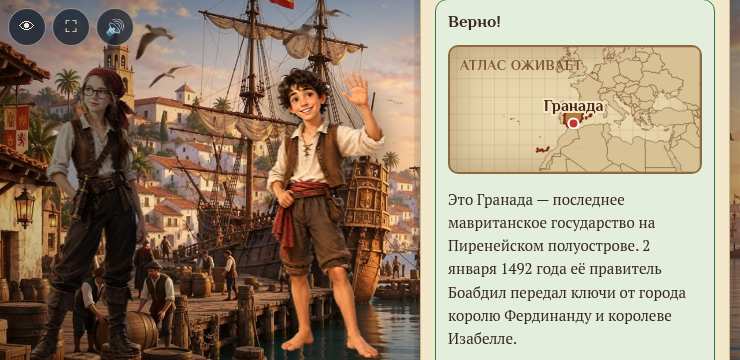 Верно!
АТЛАС ОЖИВАЕТ
Гранада
Это Гранада — последнее
мавританское государство на
Пиренейском полуострове. 2
января 1492 года её правитель
Боабдил передал ключи от города
королю Фердинанду и королеве
Изабелле.